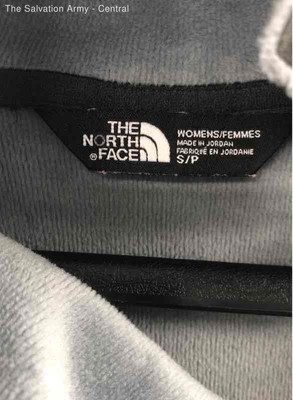 The Salvation Army - Central
THE
NORTH
®FACE
WOMENS/FEMMES
MADE IN JORDAN
FABRIQUÉ EN JORDANIE
S/P